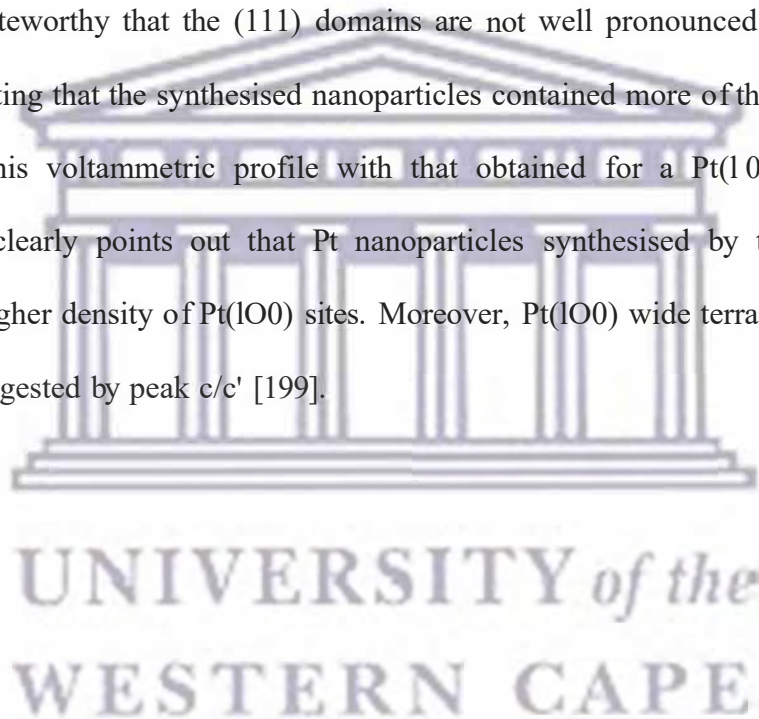 teworthy that the (111) domains are not well pronounced
ting that the synthesised nanoparticles contained more of th
his voltammetric profile with that obtained for a Pt(l 0
clearly points out that Pt nanoparticles synthesised by t
gher density of Pt(lO0) sites. Moreover, Pt(lO0) wide terra
ggested by peak c/c' [199].
UNIVERSITY of the
WESTERN CAPE